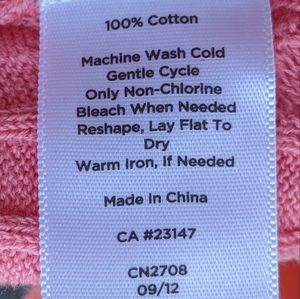 100% Cotton
Machine Wash Cold
Gentle Cycle
Only Non-Chlorine
Bleach When Needed
Reshape, Lay Flat To
Dry
Warm Iron, If Needed
Made in China
CA #23147
CN2708
09/12